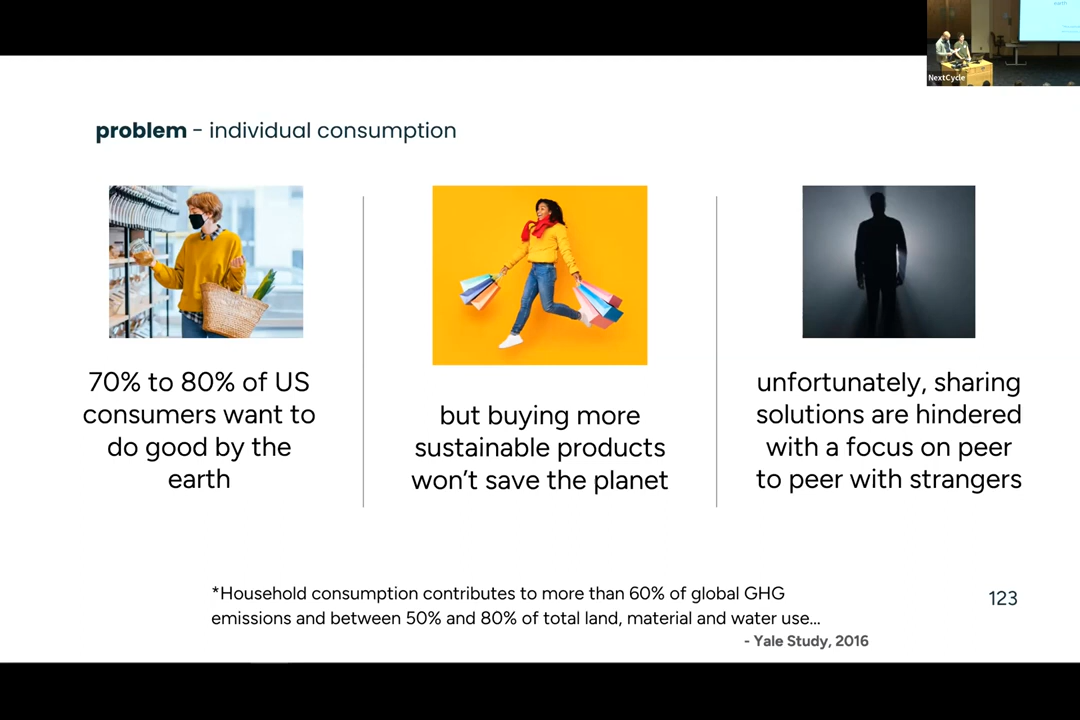 NextCycle
problem - individual consumption
70% to 80% of US
consumers want to
do good by the
earth
but buying more
sustainable products
won't save the planet
unfortunately, sharing
solutions are hindered
with a focus on peer
to peer with strangers
*Household consumption contributes to more than 60% of global GHG
emissions and between 50% and 80% of total land, material and water use...
- Yale Study, 2016
123